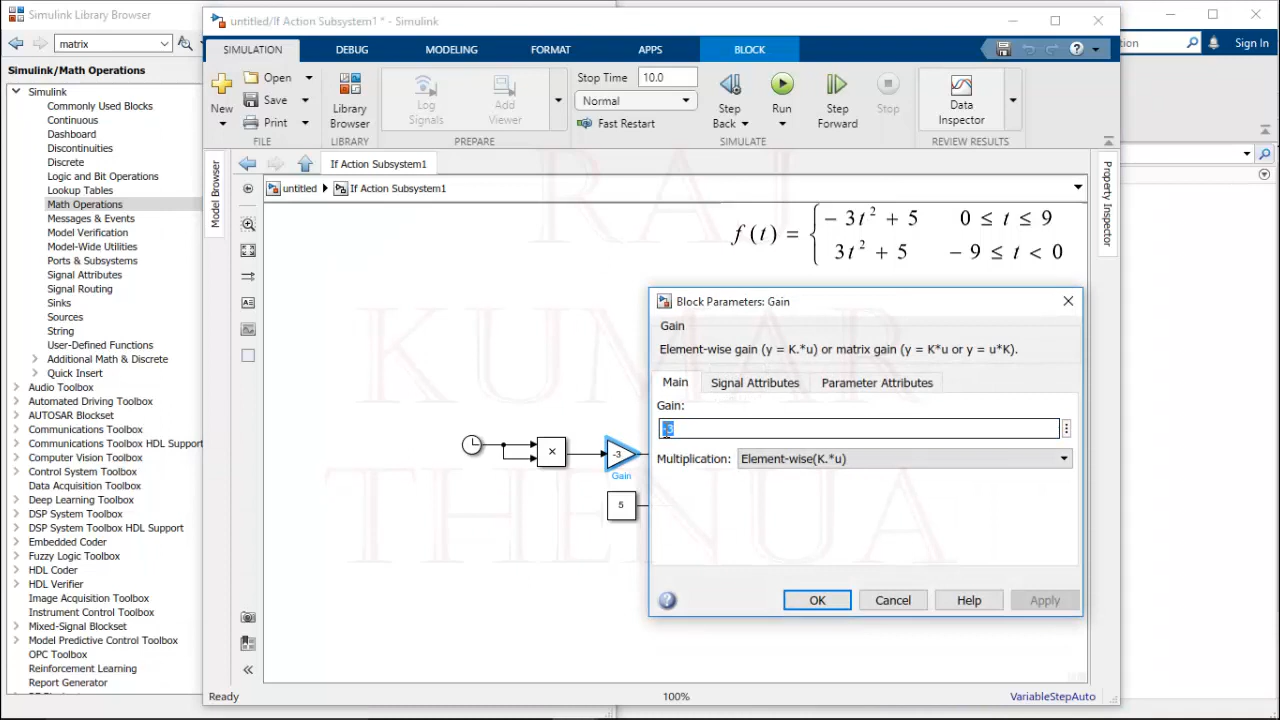 Simulink Library Browser
untitled/If Action Subsystem1 * - Simulink
matrix
SIMULATION
DEBUG
MODELING
FORMAT
APPS
BLOCK
Sign In
Simulink/Math Operations
New
Open
Save
Print
FILE
Library
Browser
LIBRARY
Log
Signals
Add
Viewer
PREPARE
Stop Time
10.0
Normal
Fast Restart
Step
Back
Run
Step
Forward
Stop
SIMULATE
Data
Inspector
REVIEW RESULTS
Simulink
Commonly Used Blocks
Continuous
Dashboard
Discontinuities
Discrete
Logic and Bit Operations
Lookup Tables
Math Operations
Messages & Events
Model Verification
Model-Wide Utilities
Ports & Subsystems
Signal Attributes
Signal Routing
Sinks
Sources
String
User-Defined Functions
Additional Math & Discrete
Quick Insert
Audio Toolbox
Automated Driving Toolbox
AUTOSAR Blockset
Communications Toolbox
Communications Toolbox HDL Support
Computer Vision Toolbox
Control System Toolbox
Data Acquisition Toolbox
Deep Learning Toolbox
DSP System Toolbox
DSP System Toolbox HDL Support
Embedded Coder
Fuzzy Logic Toolbox
HDL Coder
HDL Verifier
Image Acquisition Toolbox
Instrument Control Toolbox
Mixed-Signal Blockset
Model Predictive Control Toolbox
OPC Toolbox
Reinforcement Learning
Report Generator
Model Browser
If Action Subsystem1
untitled
If Action Subsystem1
Property Inspector
RAJ
KUMAR
THENUA
f(t) = { −3t² + 5 0 ≤ t ≤ 9
3t² + 5 −9 ≤ t < 0
×
-3
Gain
5
Block Parameters: Gain
Gain
Element-wise gain (y = K.*u) or matrix gain (y = K*u or y = u*K).
Main
Signal Attributes
Parameter Attributes
Gain:
-3
Multiplication:
Element-wise(K.*u)
OK
Cancel
Help
Apply
Ready
100%
VariableStepAuto